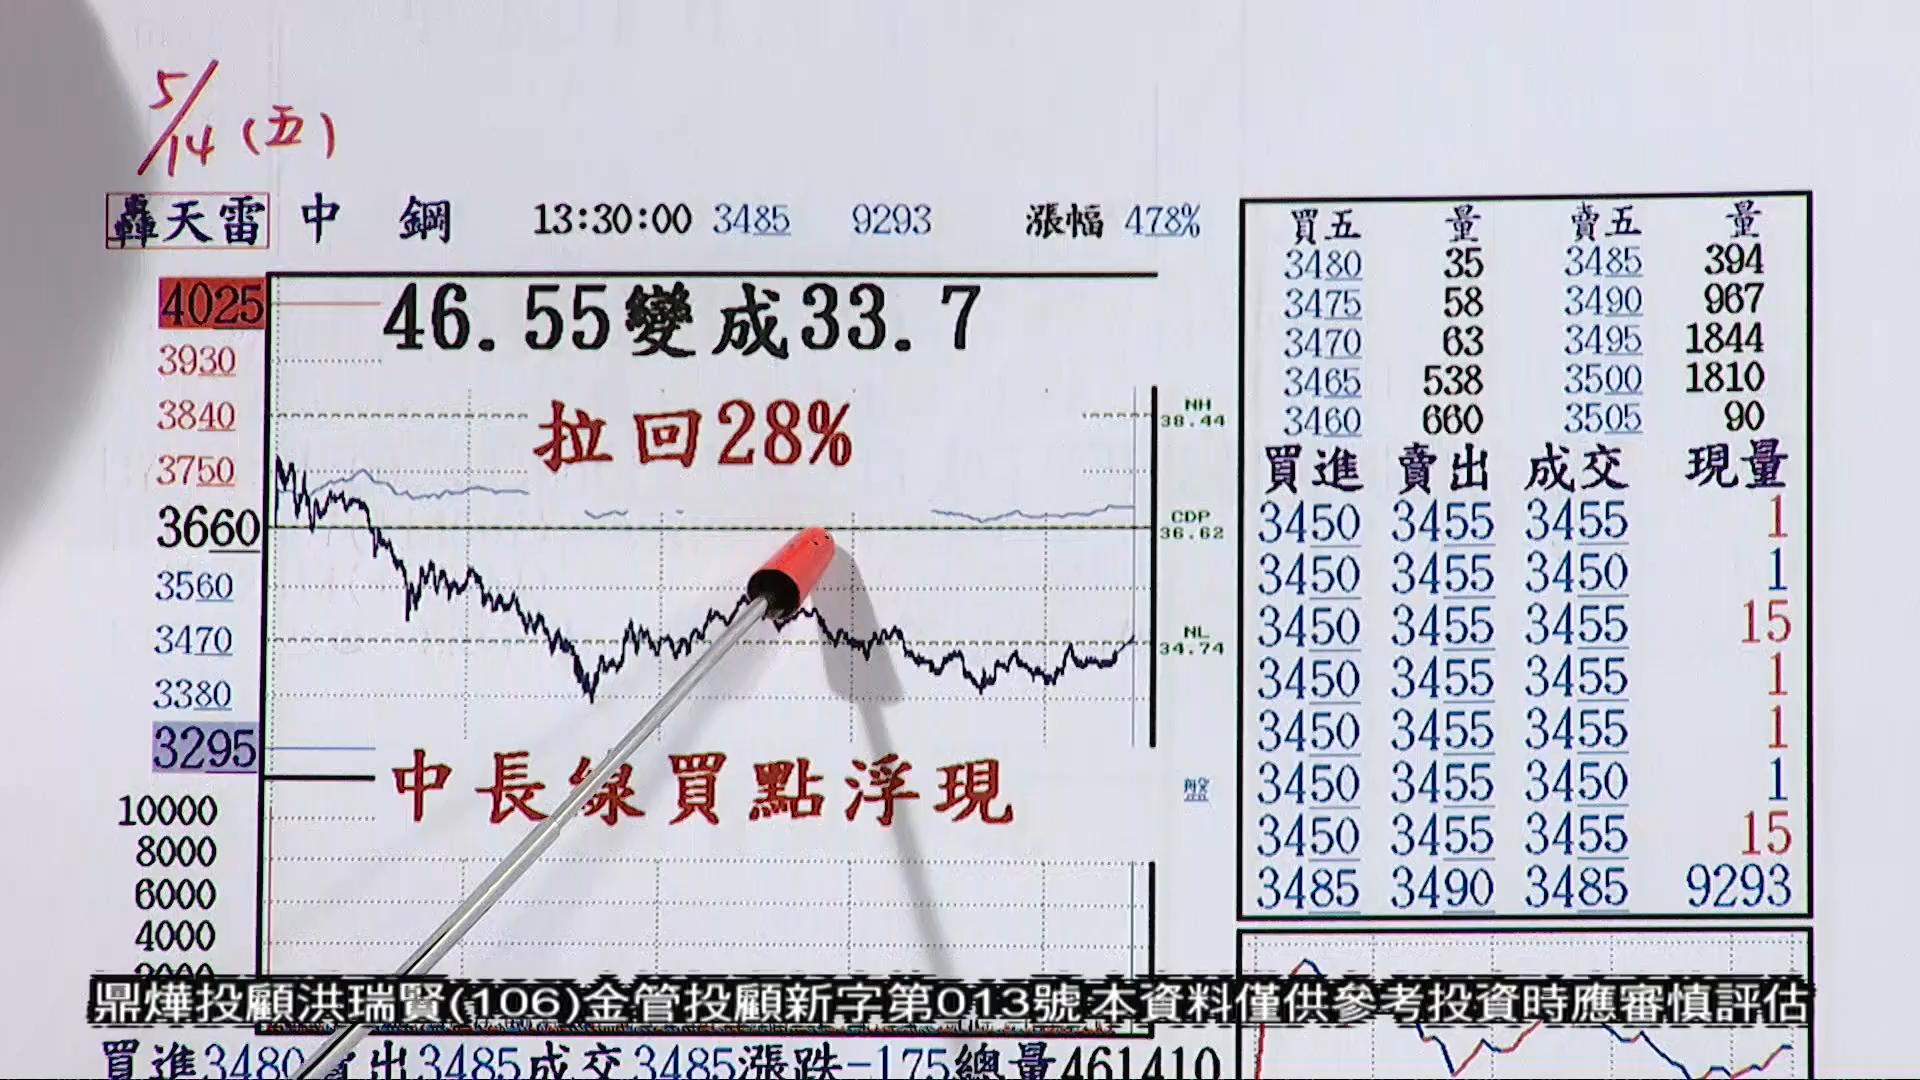 5/14(五)
轟天雷 中 鋼 13:30:00 3485 9293 漲幅 478%
4025
3930
3840
3750
3660
3560
3470
3380
3295
10000
8000
6000
4000
46.55變成33.7
拉回28%
中長線買點浮現
NH
38.44
CDP
36.62
NL
34.74
盤
買五 量 賣五 量
3480 35 3485 394
3475 58 3490 967
3470 63 3495 1844
3465 538 3500 1810
3460 660 3505 90
買進 賣出 成交 現量
3450 3455 3455 1
3450 3455 3450 1
3450 3455 3455 15
3450 3455 3455 1
3450 3455 3455 1
3450 3455 3450 1
3450 3455 3455 15
3485 3490 3485 9293
鼎燁投顧洪瑞賢(106)金管投顧新字第013號 本資料僅供參考投資時應審慎評估
買進3480賣出3485成交3485漲跌-175總量461410